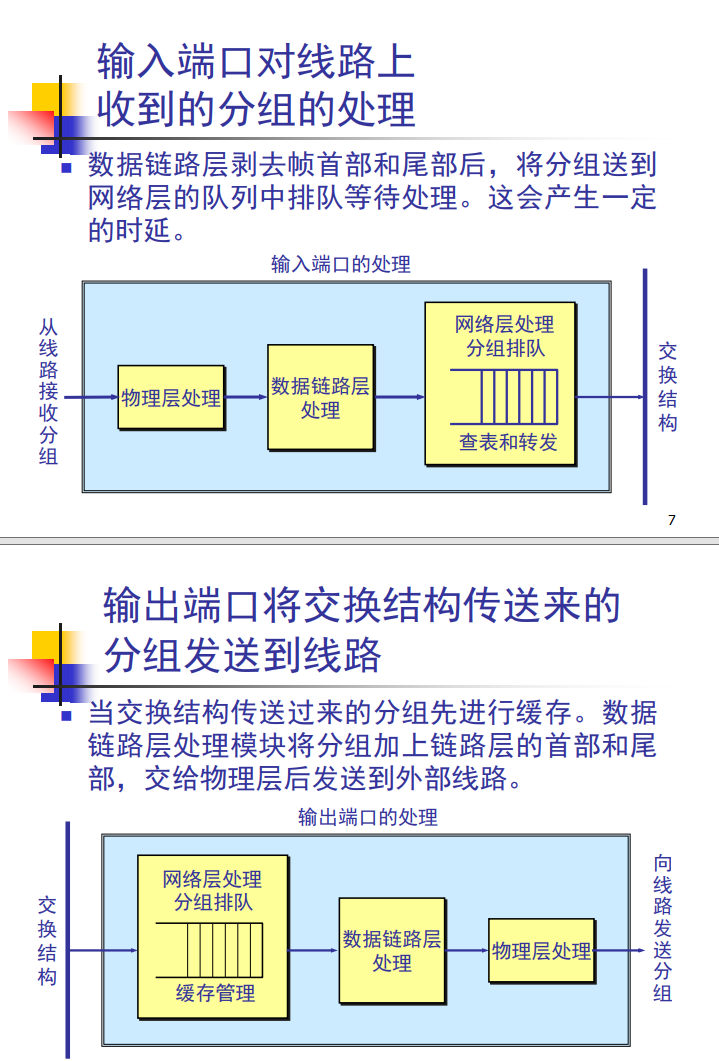 输入端口对线路上
收到的分组的处理
数据链路层剥去帧首部和尾部后，将分组送到
网络层的队列中排队等待处理。这会产生一定
的时延。
输入端口的处理
从线路接收分组
物理层处理
数据链路层
处理
网络层处理
分组排队
查表和转发
交换结构
7
输出端口将交换结构传送来的
分组发送到线路
当交换结构传送过来的分组先进行缓存。数据
链路层处理模块将分组加上链路层的首部和尾
部，交给物理层后发送到外部线路。
输出端口的处理
交换结构
网络层处理
分组排队
缓存管理
数据链路层
处理
物理层处理
向线路发送分组